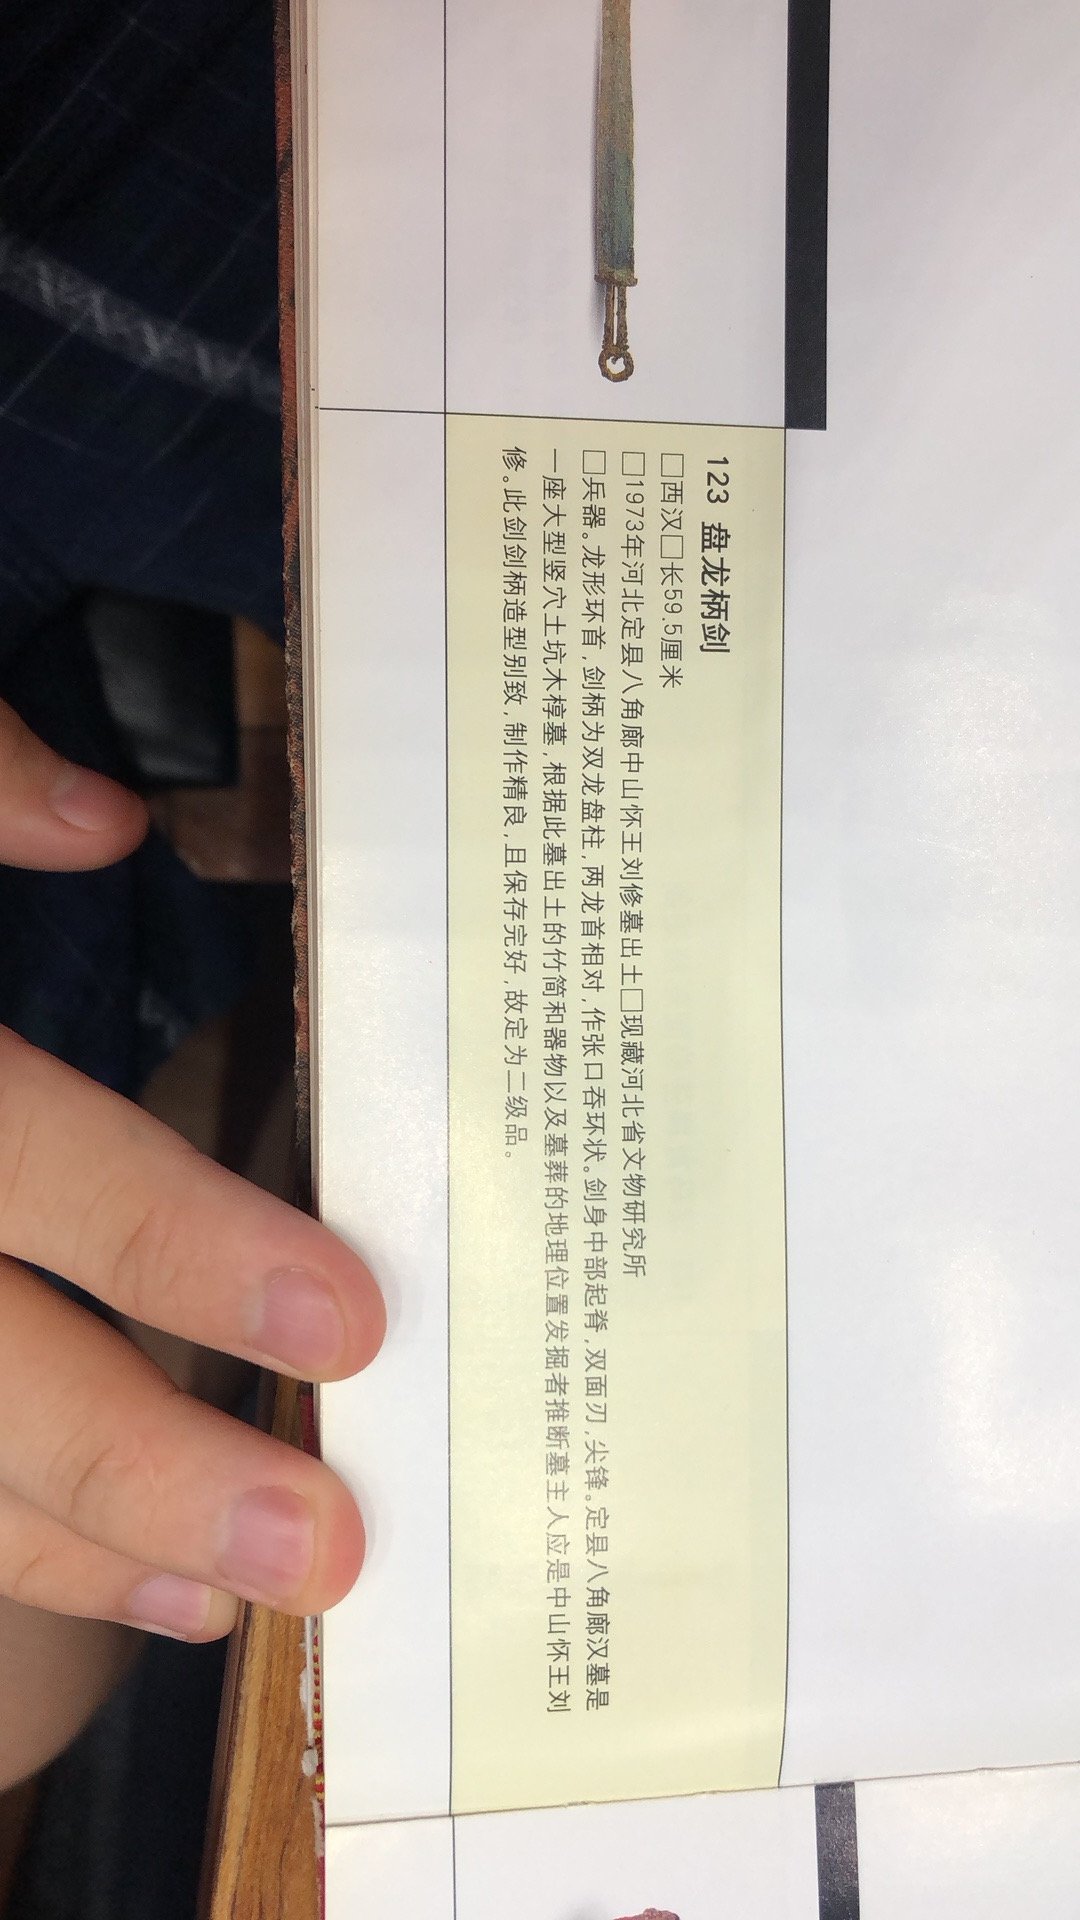 123 盘龙柄剑
□西汉□长59.5厘米
□1973年河北定县八角廊中山怀王刘修墓出土□现藏河北省文物研究所
□兵器。龙形环首,剑柄为双龙盘柱,两龙首相对,作张口吞环状。剑身中部起脊,双面刃,尖锋。定县八角廊汉墓是
一座大型竖穴土坑木椁墓,根据此墓出土的竹简和器物以及墓葬的地理位置发掘者推断墓主人应是中山怀王刘
修。此剑剑柄造型别致,制作精良,且保存完好,故定为二级品。